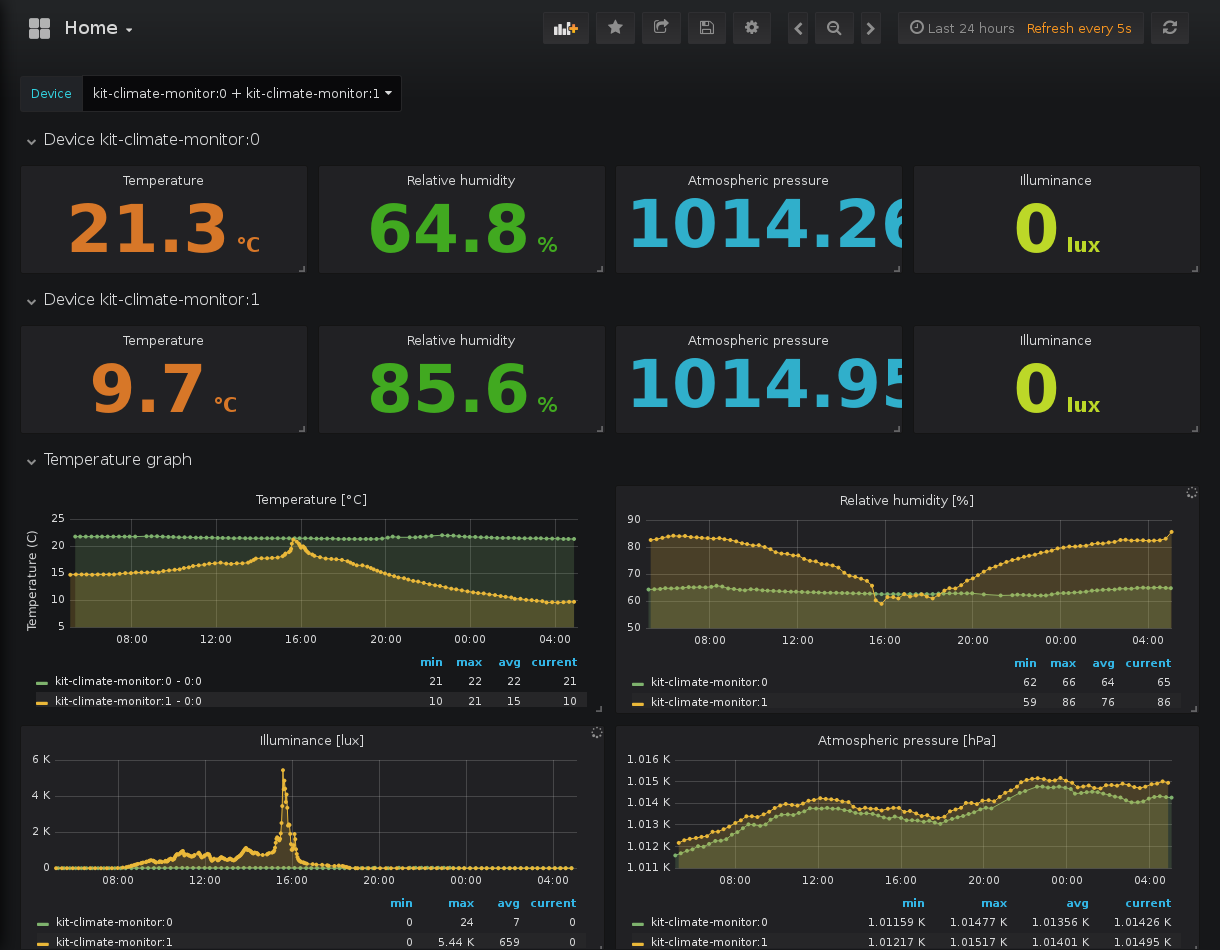 Home
Last 24 hours Refresh every 5s
Device kit-climate-monitor:0 + kit-climate-monitor:1
Device kit-climate-monitor:0
Temperature Relative humidity Atmospheric pressure Illuminance
21.3 °C 64.8 % 1014.26 0 lux
Device kit-climate-monitor:1
Temperature Relative humidity Atmospheric pressure Illuminance
9.7 °C 85.6 % 1014.95 0 lux
Temperature graph
Temperature [°C]
Temperature (C)
25
20
15
10
5
08:00 12:00 16:00 20:00 00:00 04:00
min max avg current
kit-climate-monitor:0 - 0:0 21 22 22 21
kit-climate-monitor:1 - 0:0 10 21 15 10
Relative humidity [%]
90
80
70
60
50
08:00 12:00 16:00 20:00 00:00 04:00
min max avg current
kit-climate-monitor:0 62 66 64 65
kit-climate-monitor:1 59 86 76 86
Illuminance [lux]
6 K
4 K
2 K
0
08:00 12:00 16:00 20:00 00:00 04:00
min max avg current
kit-climate-monitor:0 0 24 7 0
kit-climate-monitor:1 0 5.44 K 659 0
Atmospheric pressure [hPa]
1.016 K
1.015 K
1.014 K
1.013 K
1.012 K
1.011 K
08:00 12:00 16:00 20:00 00:00 04:00
min max avg current
kit-climate-monitor:0 1.01159 K 1.01477 K 1.01356 K 1.01426 K
kit-climate-monitor:1 1.01217 K 1.01517 K 1.01401 K 1.01495 K